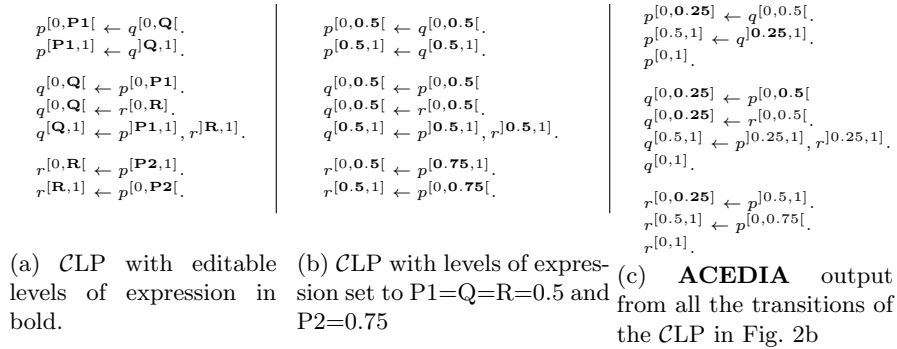 p^[0,P1[ ← q^[0,Q[.
p^[P1,1] ← q^]Q,1].
q^[0,Q[ ← p^[0,P1].
q^[0,Q[ ← r^[0,R].
q^[Q,1] ← p^]P1,1], r^]R,1].
r^[0,R[ ← p^[P2,1].
r^[R,1] ← p^[0,P2[.
(a) CLP with editable
levels of expression in
bold.
p^[0,0.5[ ← q^[0,0.5[.
p^[0.5,1] ← q^[0.5,1].
q^[0,0.5[ ← p^[0,0.5[
q^[0,0.5[ ← r^[0,0.5[.
q^[0.5,1] ← p^]0.5,1], r^]0.5,1].
r^[0,0.5[ ← p^[0.75,1].
r^[0.5,1] ← p^[0,0.75[.
(b) CLP with levels of expres-
sion set to P1=Q=R=0.5 and
P2=0.75
p^[0,0.25] ← q^[0,0.5[.
p^[0.5,1] ← q^]0.25,1].
p^[0,1].
q^[0,0.25] ← p^[0,0.5[
q^[0,0.25] ← r^[0,0.5[.
q^[0.5,1] ← p^]0.25,1], r^]0.25,1].
q^[0,1].
r^[0,0.25] ← p^]0.5,1].
r^[0.5,1] ← p^[0,0.75[.
r^[0,1].
(c) ACEDIA output
from all the transitions of
the CLP in Fig. 2b